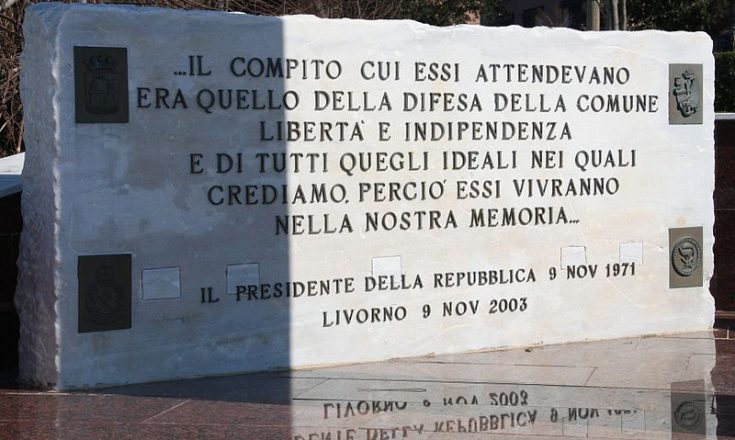 ...IL COMPITO CUI ESSI ATTENDEVANO
ERA QUELLO DELLA DIFESA DELLA COMUNE
LIBERTA' E INDIPENDENZA
E DI TUTTI QUEGLI IDEALI NEI QUALI
CREDIAMO, PERCIO' ESSI VIVRANNO
NELLA NOSTRA MEMORIA...
IL PRESIDENTE DELLA REPUBBLICA 9 NOV 1971
LIVORNO 9 NOV 2003